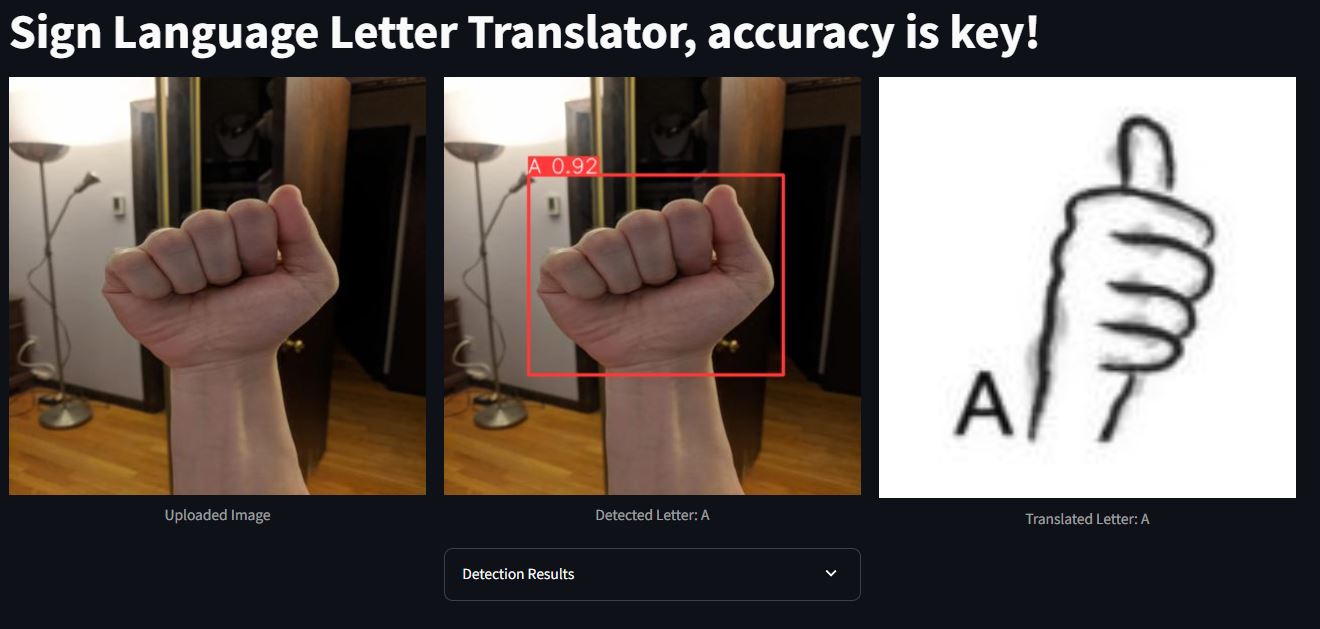 Sign Language Letter Translator, accuracy is key!
A 0.92
A
Uploaded Image
Detected Letter: A
Translated Letter: A
Detection Results